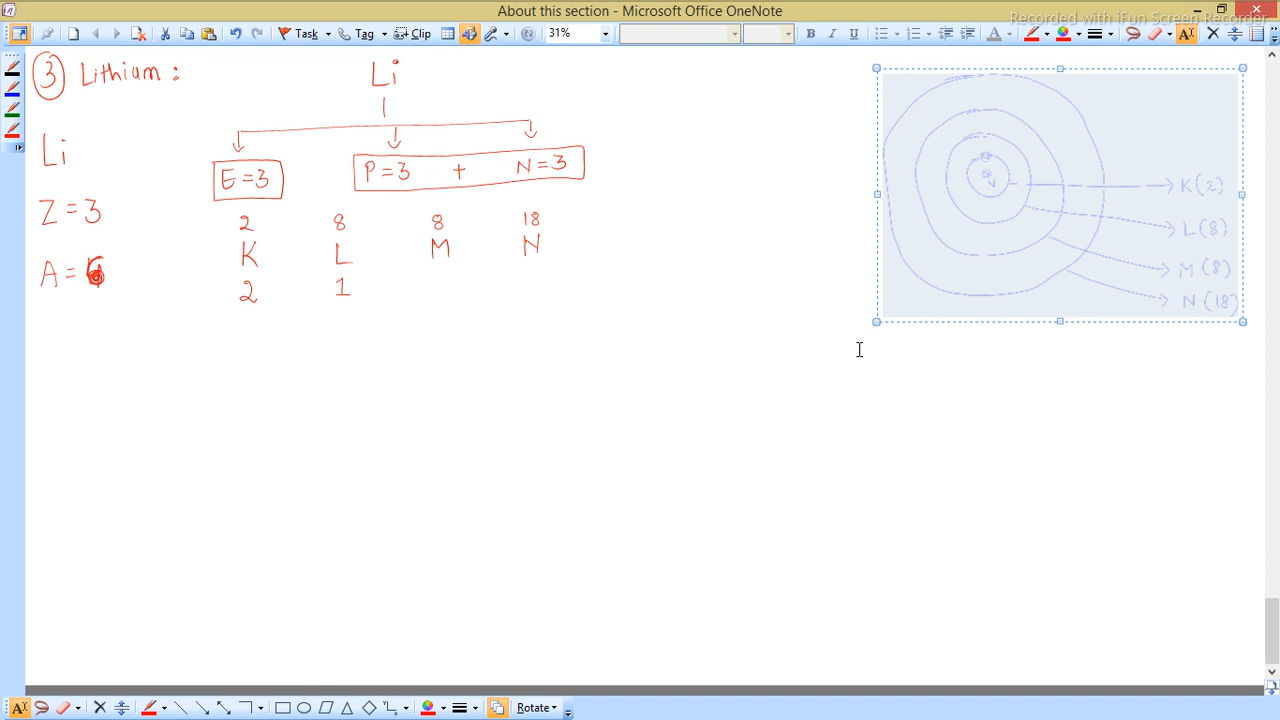 About this section - Microsoft Office OneNote
Recorded with iFun Screen Recorder
Task Tag Clip 31% B I U A
3 Lithium :
Li
Li
E = 3 P = 3 + N = 3
Z = 3
2 8 8 18
K L M N
A =
2 1
N
K (2)
L (8)
M (8)
N (18)
Rotate